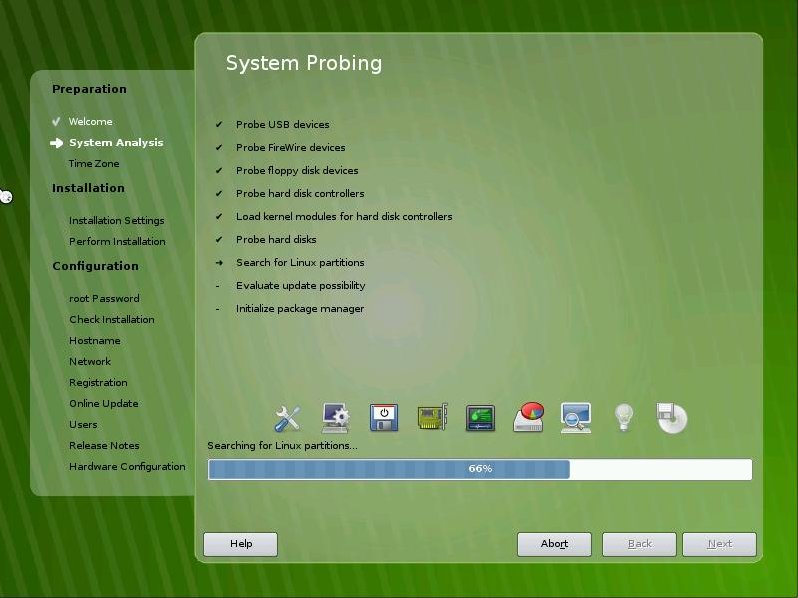 System Probing
Preparation
Welcome
System Analysis
Time Zone
Installation
Installation Settings
Perform Installation
Configuration
root Password
Check Installation
Hostname
Network
Registration
Online Update
Users
Release Notes
Hardware Configuration
Probe USB devices
Probe FireWire devices
Probe floppy disk devices
Probe hard disk controllers
Load kernel modules for hard disk controllers
Probe hard disks
Search for Linux partitions
- Evaluate update possibility
- Initialize package manager
Searching for Linux partitions...
66%
Help
Abort
Back
Next